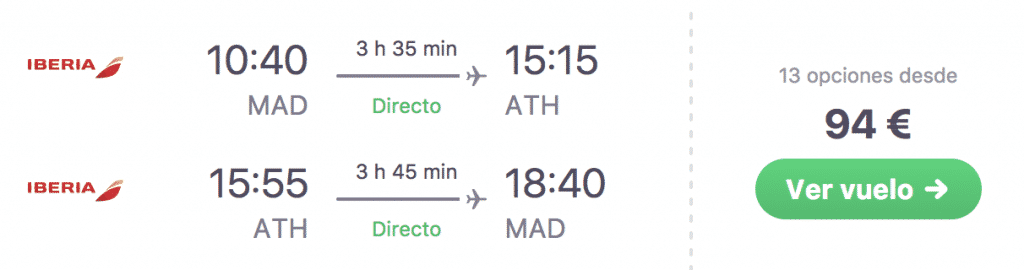 IBERIA
10:40
3 h 35 min
15:15
MAD
Directo
ATH
IBERIA
15:55
3 h 45 min
18:40
ATH
Directo
MAD
13 opciones desde
94 €
Ver vuelo →